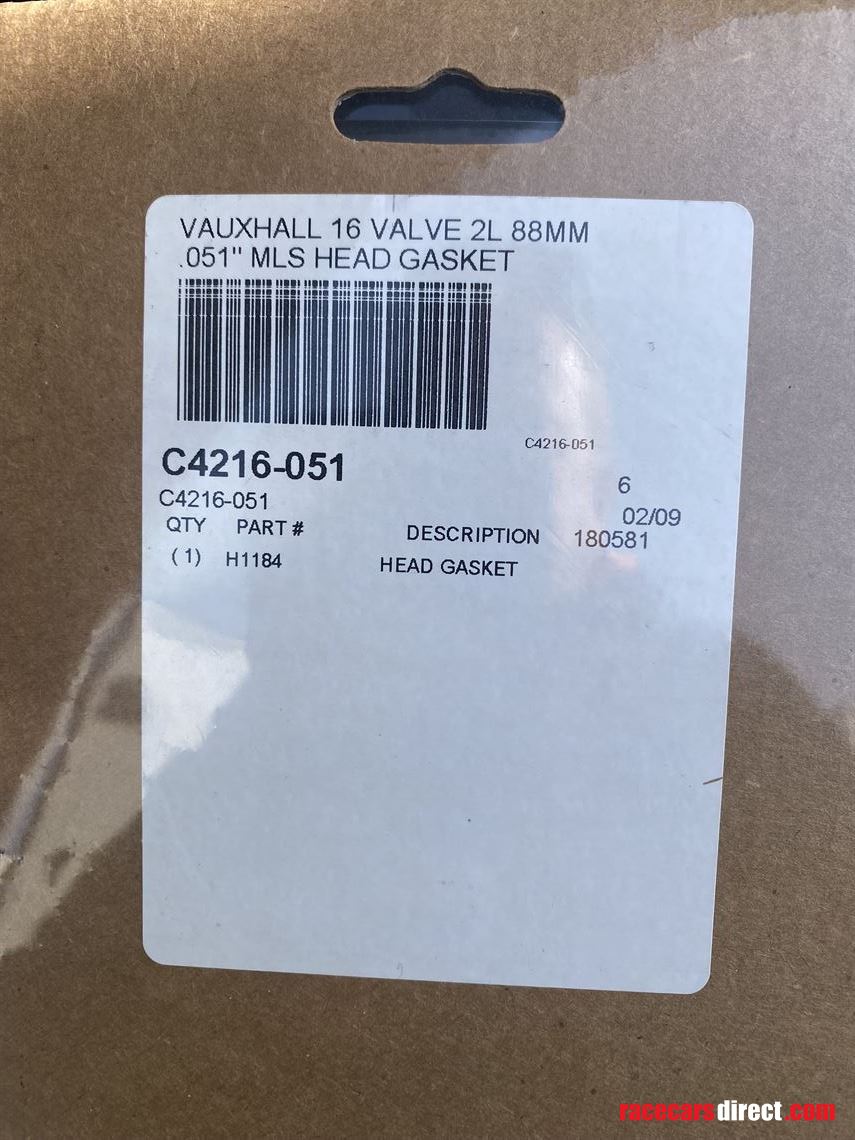 VAUXHALL 16 VALVE 2L 88MM
.051" MLS HEAD GASKET
C4216-051
C4216-051
6
C4216-051
02/09
QTY PART # DESCRIPTION 180581
(1) H1184 HEAD GASKET
racecarsdirect.com